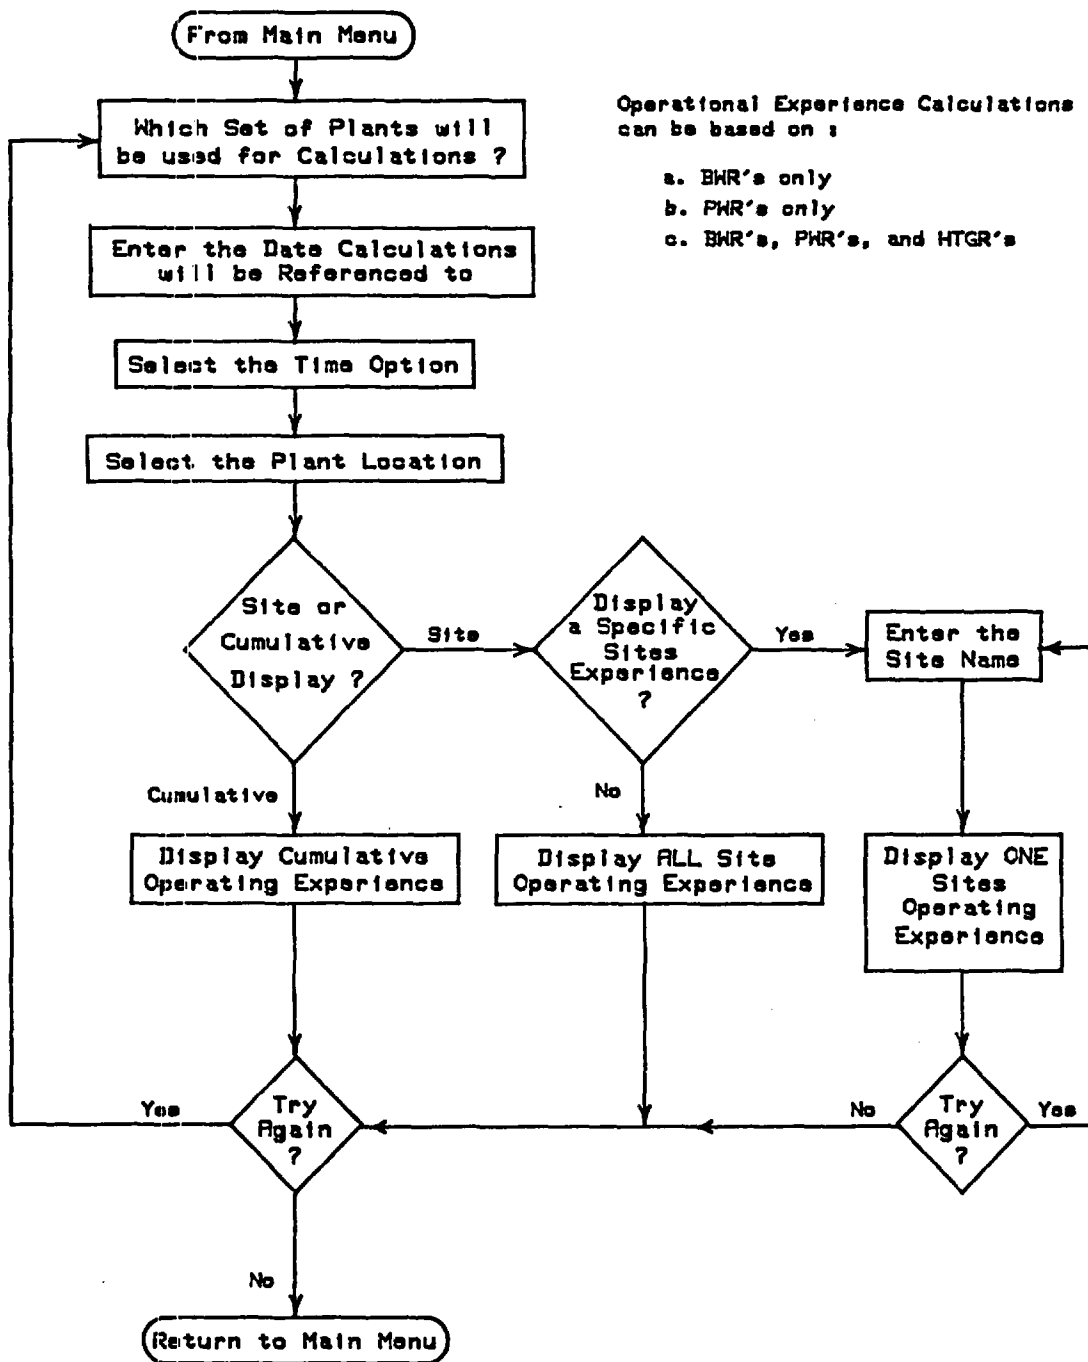 From Main Menu
Which Set of Plants will
be used for Calculations ?
Operational Experience Calculations
can be based on :
a. BWR's only
b. PWR's only
c. BWR's, PWR's, and HTGR's
Enter the Date Calculations
will be Referenced to
Select the Time Option
Select the Plant Location
Site or
Cumulative
Display ?
Site
Display
a Specific
Sites
Experience
?
Yes
Enter the
Site Name
Cumulative
No
Display Cumulative
Operating Experience
Display ALL Site
Operating Experience
Display ONE
Sites
Operating
Experience
Yes
Try
Again
?
No
Try
Again
?
Yes
No
Return to Main Menu